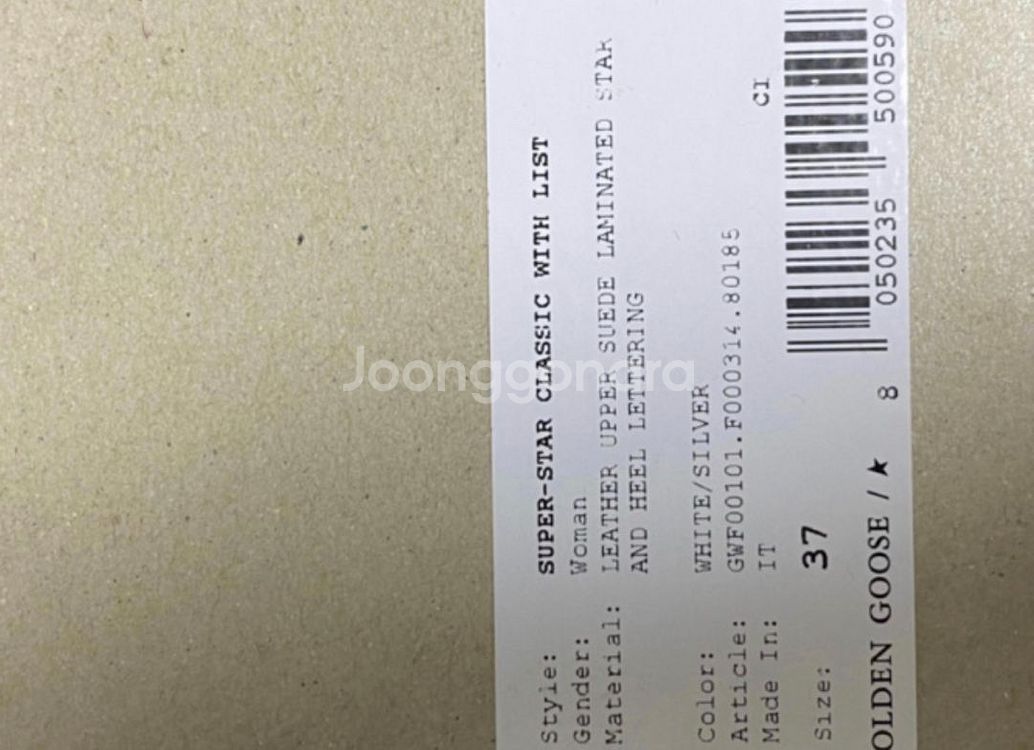 Style: SUPER-STAR CLASSIC WITH LIST
Gender: Woman
Material: LEATHER UPPER SUEDE LAMINATED STAR
AND HEEL LETTERING
Color: WHITE/SILVER
Article: GWF00101.F000314.80185
Made In: IT CI
Size: 37
8 050235 500590
OLDEN GOOSE / ★
Joonggonara